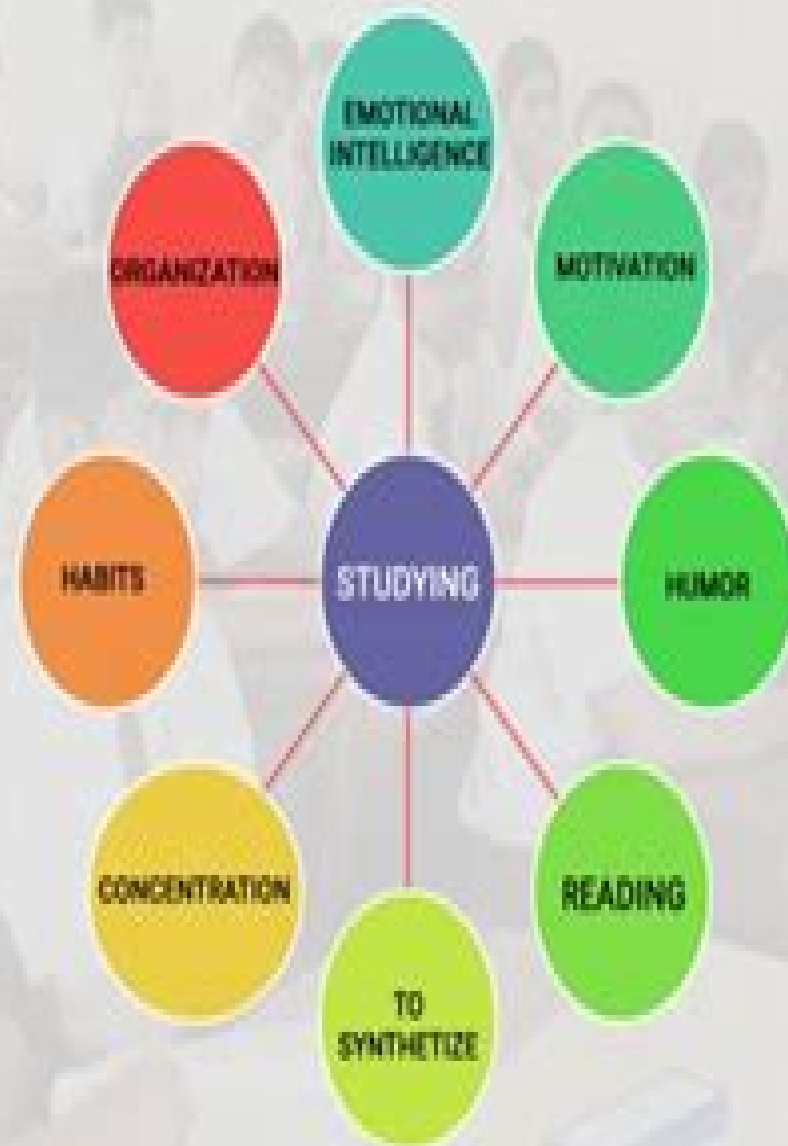 EMOTIONAL
INTELLIGENCE
ORGANIZATION
MOTIVATION
HABITS
STUDYING
HUMOR
CONCENTRATION
READING
TO
SYNTHETIZE